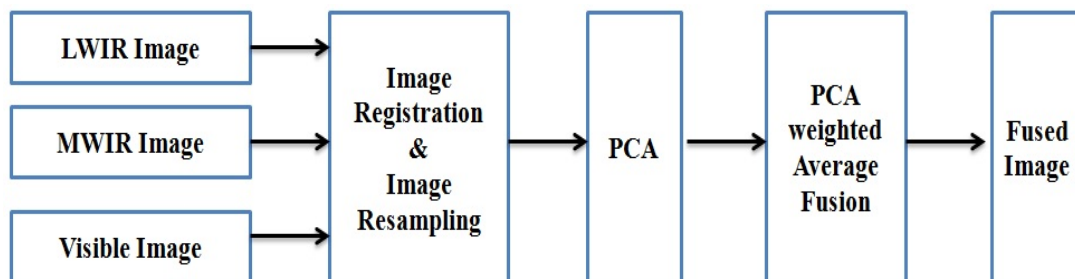 LWIR Image
MWIR Image
Visible Image
Image
Registration
&
Image
Resampling
PCA
PCA
weighted
Average
Fusion
Fused
Image